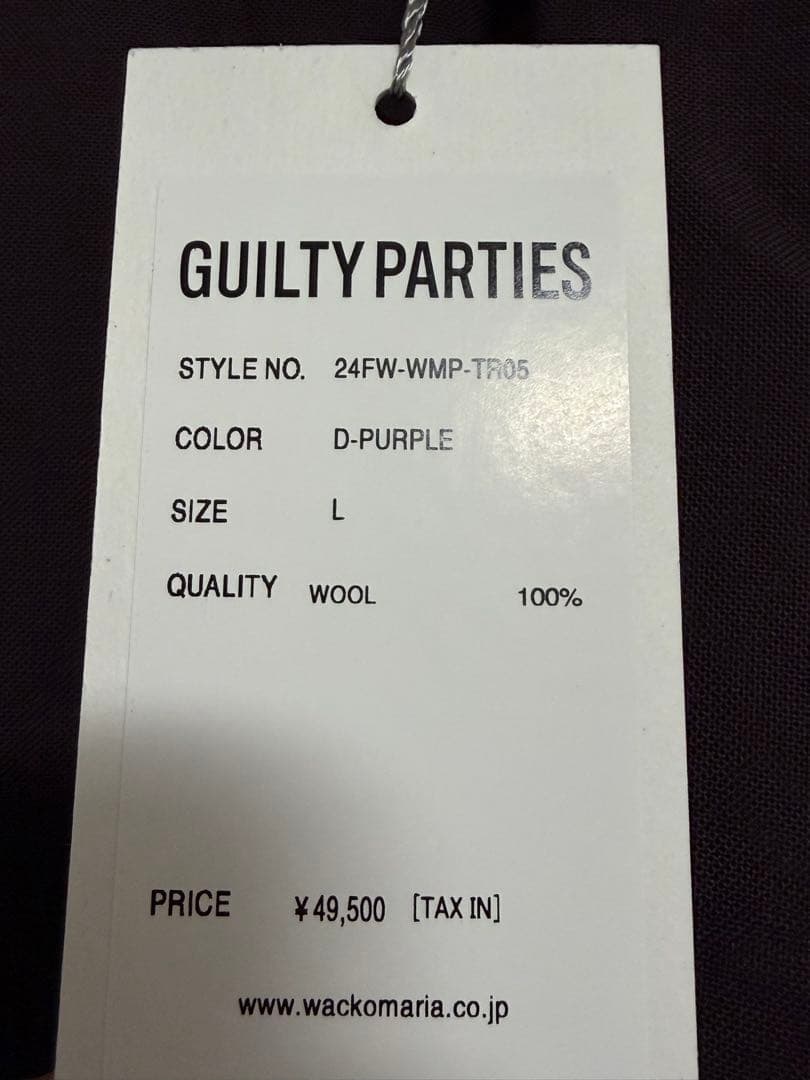 GUILTY PARTIES
STYLE NO. 24FW-WMP-TR05
COLOR D-PURPLE
SIZE L
QUALITY WOOL 100%
PRICE ¥49,500 [TAX IN]
www.wackomaria.co.jp